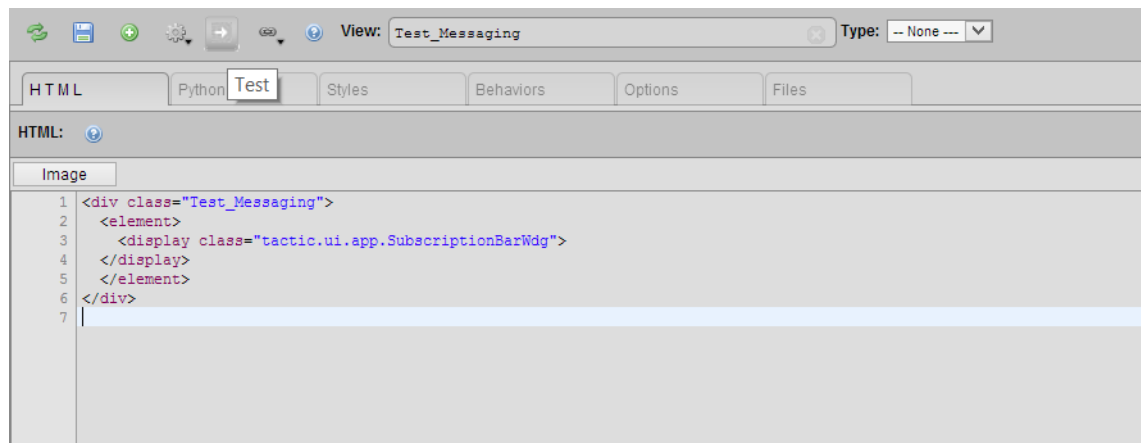 View: Test_Messaging Type: -- None ---
HTML Python Test Styles Behaviors Options Files
HTML:
Image
1 <div class="Test_Messaging">
2 <element>
3 <display class="tactic.ui.app.SubscriptionBarWdg">
4 </display>
5 </element>
6 </div>
7